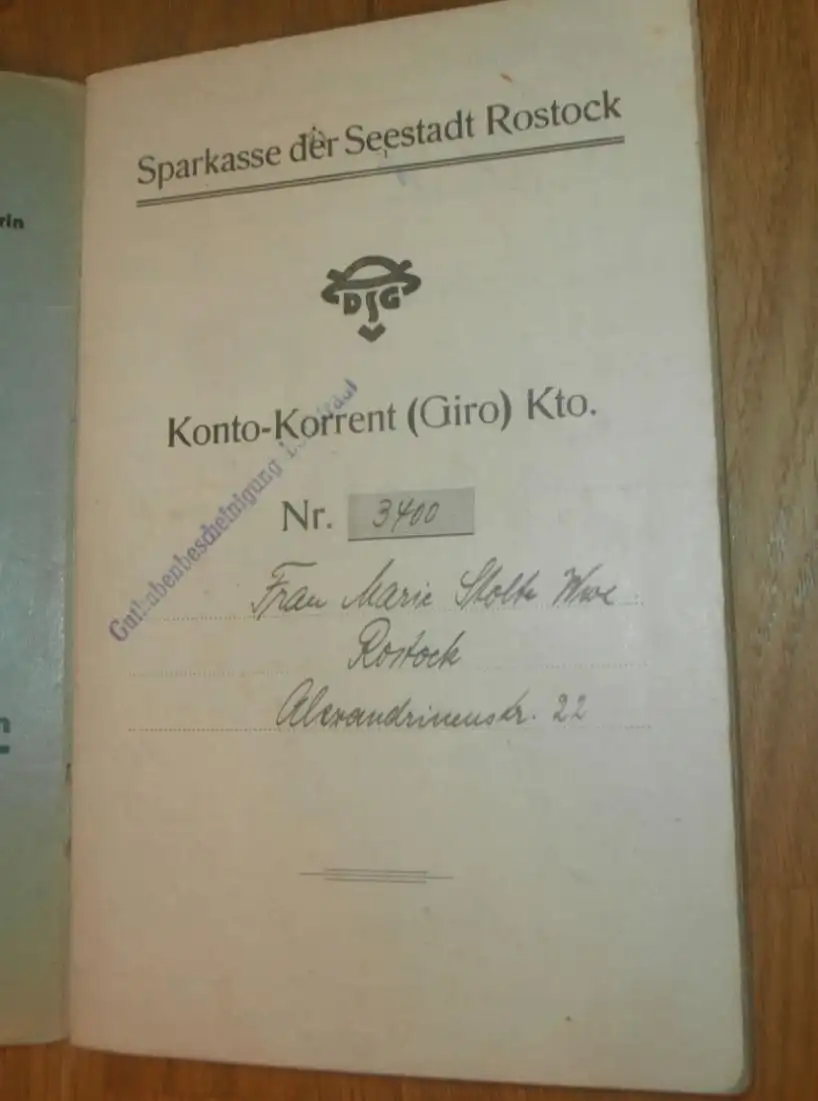 Sparkasse der Seestadt Rostock
DSG
Konto-Korrent (Giro) Kto.
Guthabenbescheinigung
Nr. 3400
Frau Marie Stolte Wwe.
Rostock
Alexandrinenstr. 22
rin
n